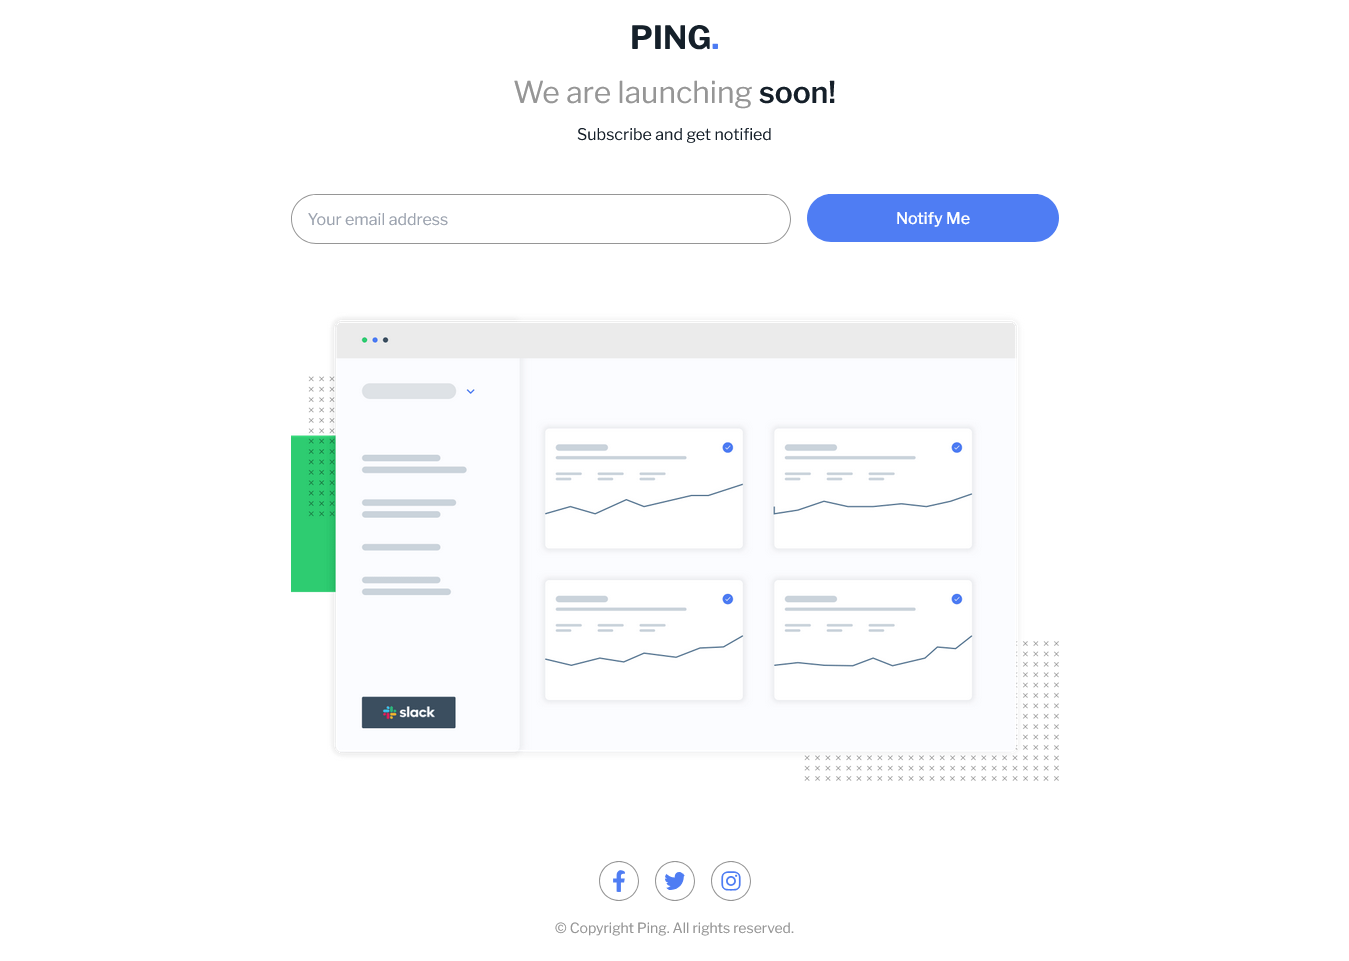 PING.
We are launching soon!
Subscribe and get notified
Your email address
Notify Me
slack
© Copyright Ping. All rights reserved.